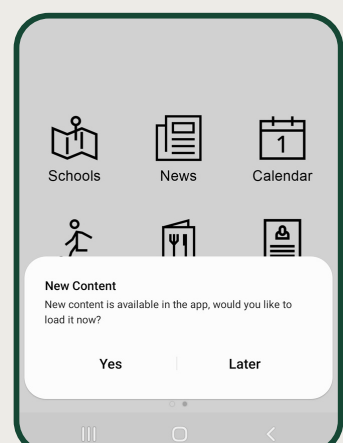 1
Schools News Calendar
New Content
New content is available in the app, would you like to
load it now?
Yes Later